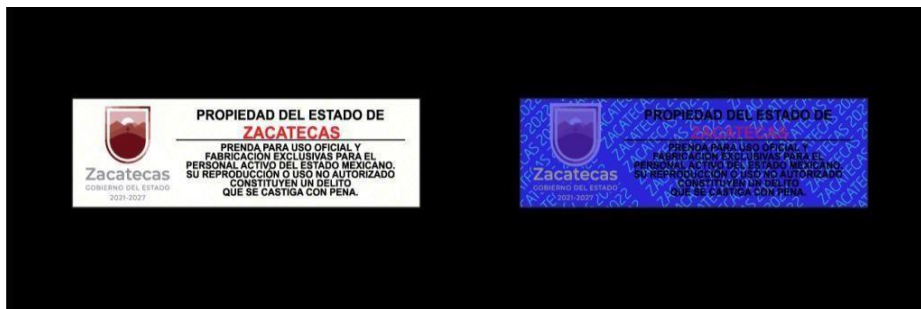 PROPIEDAD DEL ESTADO DE
ZACATECAS
PRENDA PARA USO OFICIAL Y
FABRICACIÓN EXCLUSIVAS PARA EL
PERSONAL ACTIVO DEL ESTADO MEXICANO.
SU REPRODUCCIÓN O USO NO AUTORIZADO
CONSTITUYEN UN DELITO
QUE SE CASTIGA CON PENA.
Zacatecas
GOBIERNO DEL ESTADO
2021-2027
PROPIEDAD DEL ESTADO DE
ZACATECAS
PRENDA PARA USO OFICIAL Y
FABRICACIÓN EXCLUSIVAS PARA EL
PERSONAL ACTIVO DEL ESTADO MEXICANO.
SU REPRODUCCIÓN O USO NO AUTORIZADO
CONSTITUYEN UN DELITO
QUE SE CASTIGA CON PENA.
Zacatecas
GOBIERNO DEL ESTADO
2021-2027
ZACATECAS 2022